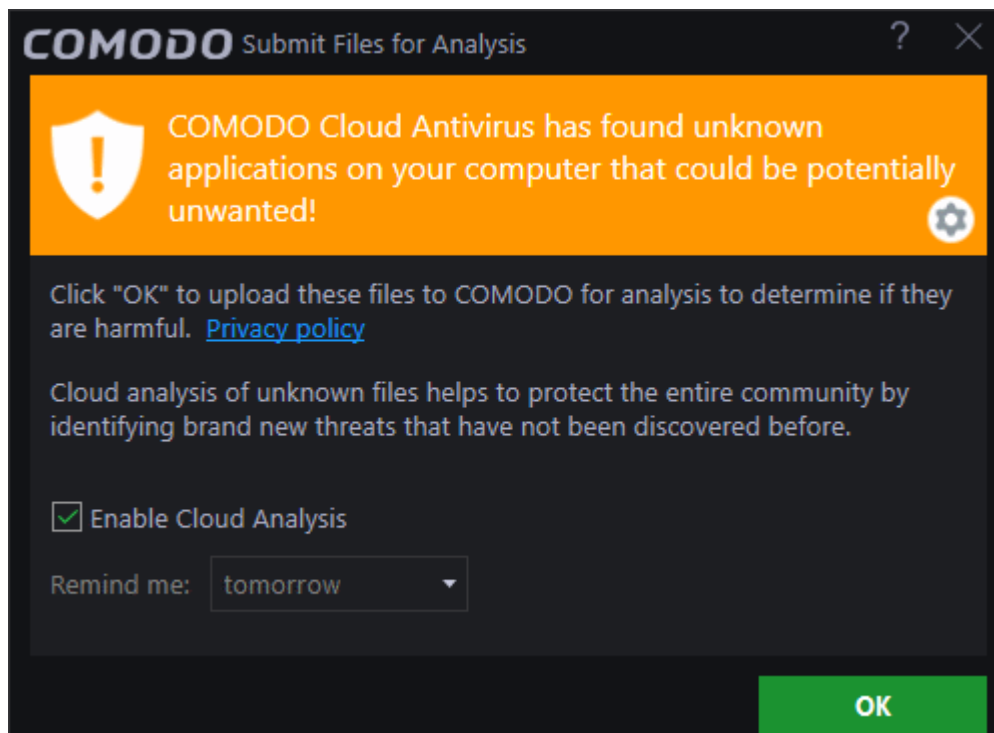 COMODO Submit Files for Analysis ?
COMODO Cloud Antivirus has found unknown
applications on your computer that could be potentially
unwanted!
Click "OK" to upload these files to COMODO for analysis to determine if they
are harmful. Privacy policy
Cloud analysis of unknown files helps to protect the entire community by
identifying brand new threats that have not been discovered before.
Enable Cloud Analysis
Remind me: tomorrow
OK